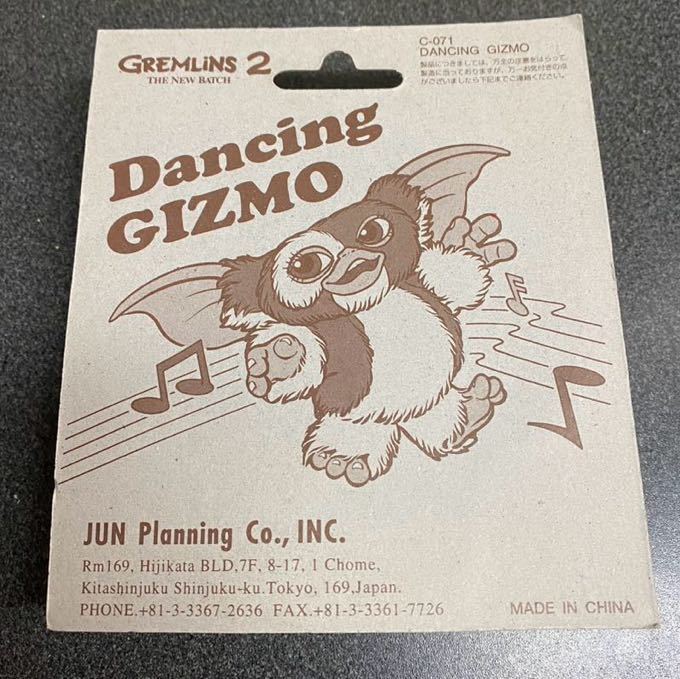 GREMLiNS 2
THE NEW BATCH
C-071
DANCING GIZMO
製品につきましては、万全の注意をはらって
製造に当っておりますが、万一お気付きの点
がございましたら下記までご連絡ください。
Dancing
GIZMO
JUN Planning Co., INC.
Rm169, Hijikata BLD,7F, 8-17, 1 Chome,
Kitashinjuku Shinjuku-ku.Tokyo, 169,Japan.
PHONE.+81-3-3367-2636 FAX.+81-3-3361-7726
MADE IN CHINA